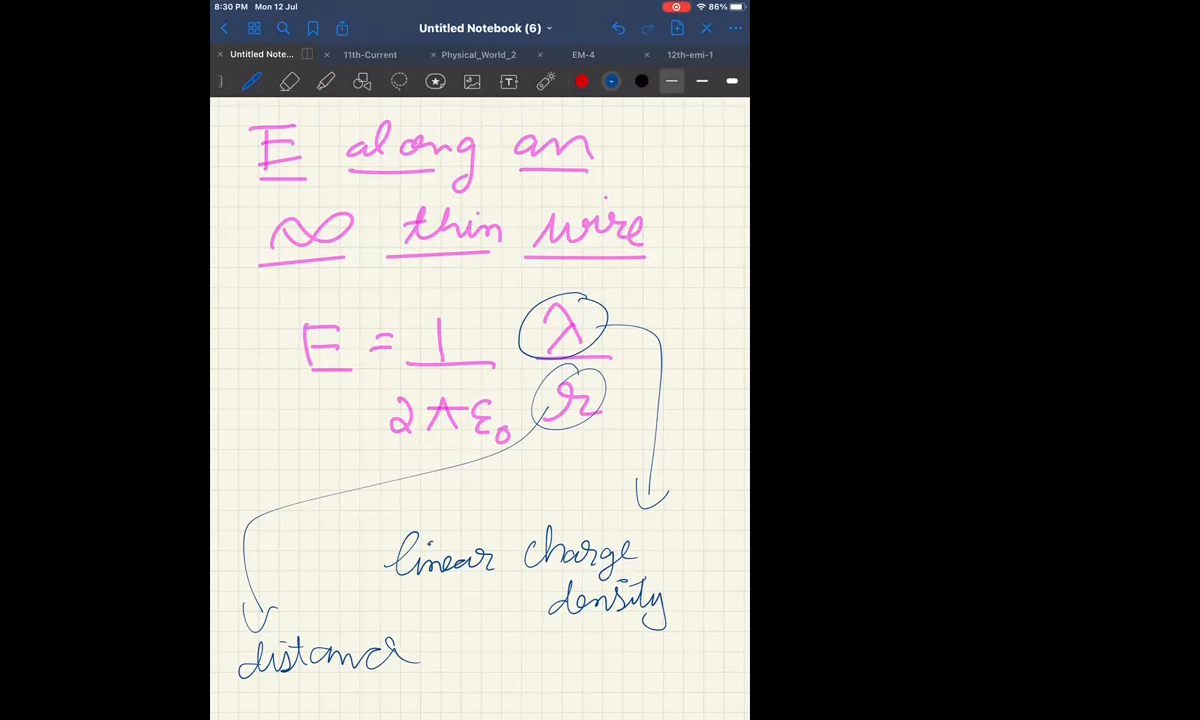 8:30 PM Mon 12 Jul 86%
Untitled Notebook (6)
Untitled Note... 11th-Current Physical_World_2 EM-4 12th-emi-1
E along an
∞ thin wire
E = 1/2πε₀ λ/r
linear charge
density
distance